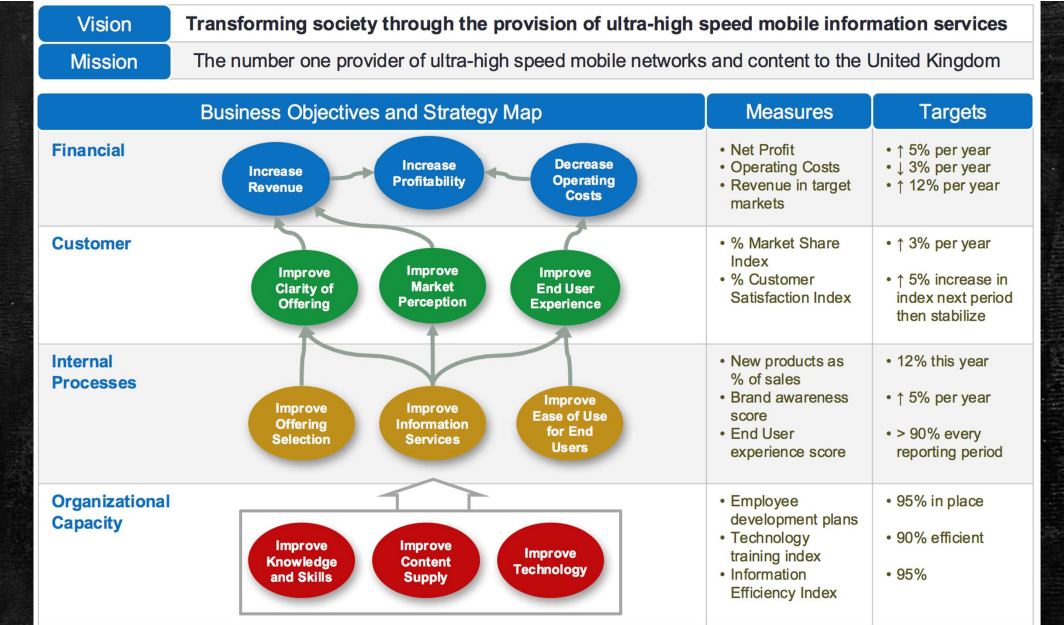 Vision
Transforming society through the provision of ultra-high speed mobile information services
Mission
The number one provider of ultra-high speed mobile networks and content to the United Kingdom
Business Objectives and Strategy Map
Measures
Targets
Financial
Increase
Revenue
Increase
Profitability
Decrease
Operating
Costs
• Net Profit
• Operating Costs
• Revenue in target
markets
• ↑ 5% per year
• ↓ 3% per year
• ↑ 12% per year
Customer
Improve
Clarity of
Offering
Improve
Market
Perception
Improve
End User
Experience
• % Market Share
Index
• % Customer
Satisfaction Index
• ↑ 3% per year
• ↑ 5% increase in
index next period
then stabilize
Internal
Processes
Improve
Offering
Selection
Improve
Information
Services
Improve
Ease of Use
for End
Users
• New products as
% of sales
• Brand awareness
score
• End User
experience score
• 12% this year
• ↑ 5% per year
• > 90% every
reporting period
Organizational
Capacity
Improve
Knowledge
and Skills
Improve
Content
Supply
Improve
Technology
• Employee
development plans
• Technology
training index
• Information
Efficiency Index
• 95% in place
• 90% efficient
• 95%